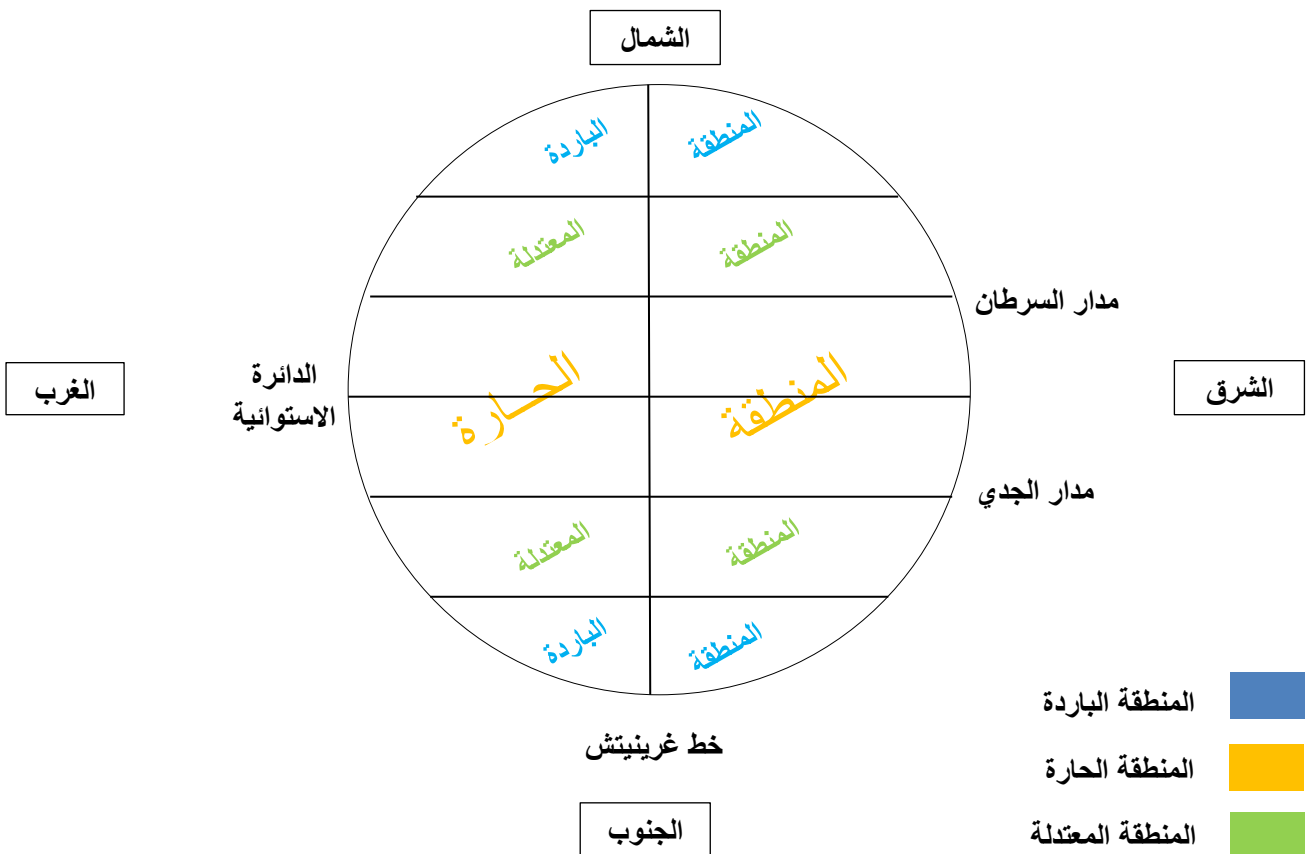 الشمال
المنطقة الباردة
المنطقة المعتدلة
مدار السرطان
الشرق
المنطقة الحـــارة
الدائرة
الاستوائية
الغرب
مدار الجدي
المنطقة المعتدلة
المنطقة الباردة
خط غرينيتش
الجنوب
المنطقة الباردة
المنطقة الحارة
المنطقة المعتدلة